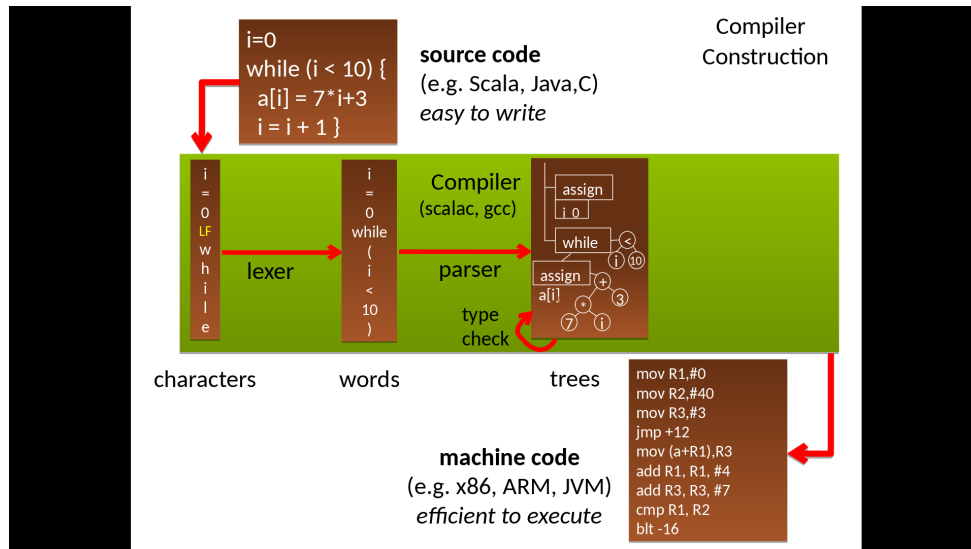 Compiler
Construction
i=0
while (i < 10) {
a[i] = 7*i+3
i = i + 1 }
source code
(e.g. Scala, Java,C)
easy to write
i
=
0
LF
w
h
i
l
e
lexer
i
=
0
while
(
i
<
10
)
Compiler
(scalac, gcc)
parser
type
check
assign
i 0
while
<
i 10
assign
+
a[i]
3
*
7 i
characters
words
trees
machine code
(e.g. x86, ARM, JVM)
efficient to execute
mov R1,#0
mov R2,#40
mov R3,#3
jmp +12
mov (a+R1),R3
add R1, R1, #4
add R3, R3, #7
cmp R1, R2
blt -16